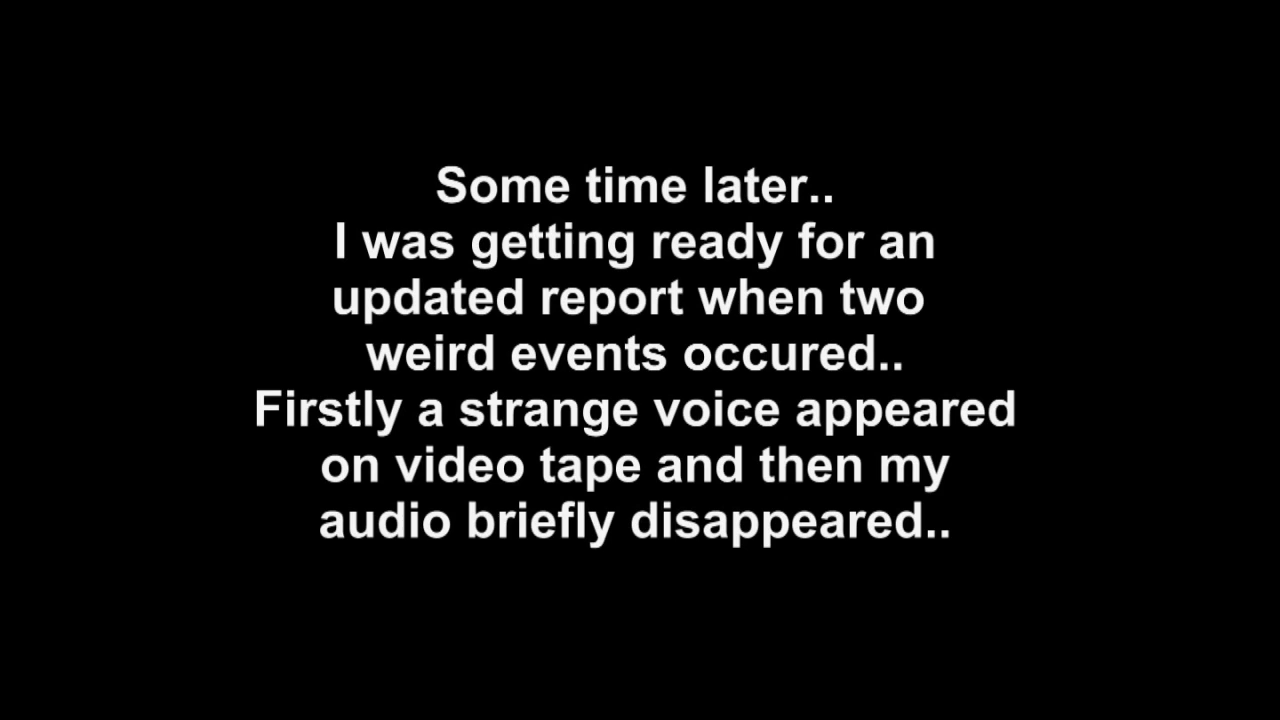 Some time later..
I was getting ready for an
updated report when two
weird events occured..
Firstly a strange voice appeared
on video tape and then my
audio briefly disappeared..